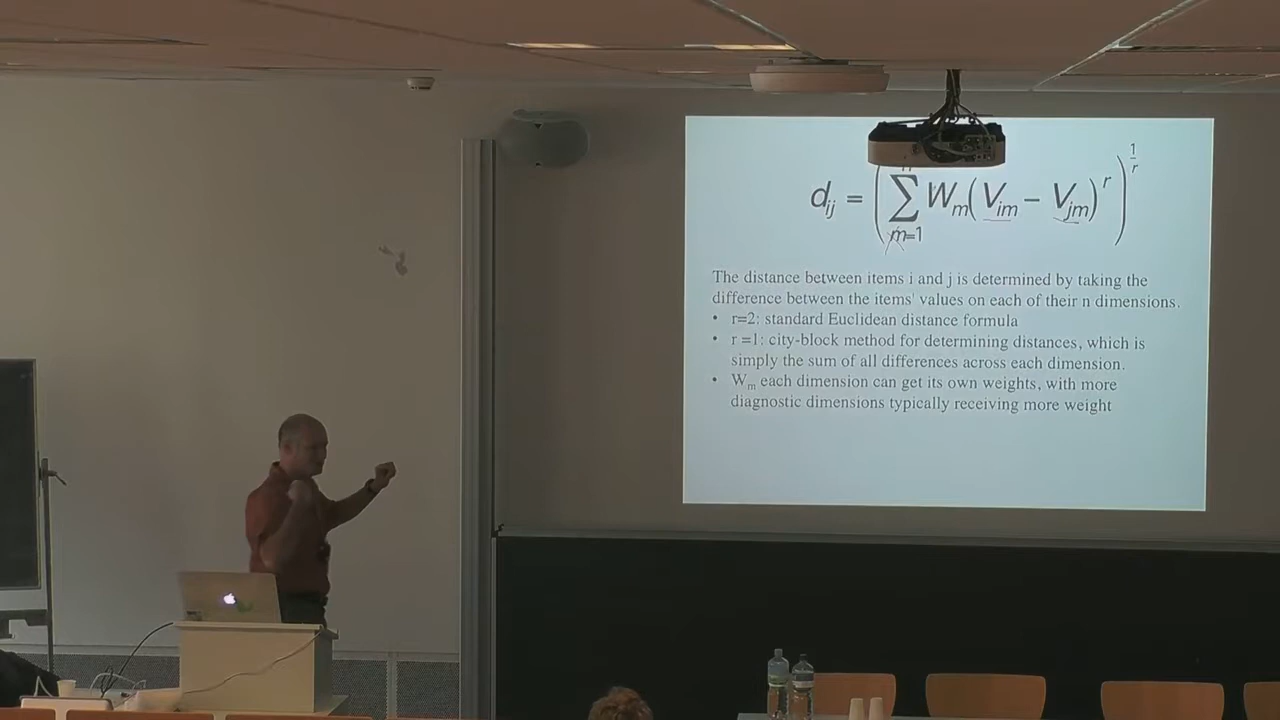 d_ij = ( ∑ m=1 W_m(V_im − V_jm)^r )^1/r
The distance between items i and j is determined by taking the
difference between the items' values on each of their n dimensions.
• r=2: standard Euclidean distance formula
• r =1: city-block method for determining distances, which is
simply the sum of all differences across each dimension.
• W_m each dimension can get its own weights, with more
diagnostic dimensions typically receiving more weight